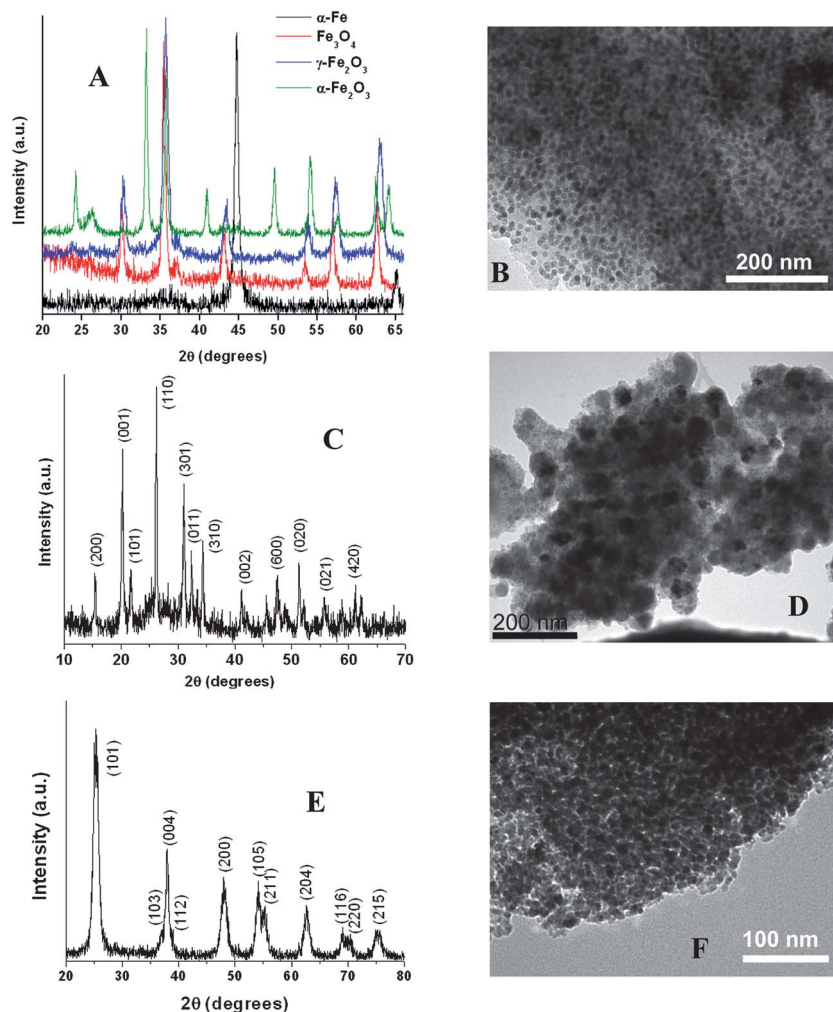 A
α-Fe
Fe3O4
γ-Fe2O3
α-Fe2O3
Intensity (a.u.)
20 25 30 35 40 45 50 55 60 65
2θ (degrees)
B
200 nm
C
(200)
(001)
(101)
(110)
(301)
(011)
(310)
(002)
(600)
(020)
(021)
(420)
Intensity (a.u.)
10 20 30 40 50 60 70
2θ (degrees)
D
200 nm
E
(101)
(103)
(004)
(112)
(200)
(105)
(211)
(204)
(116)
(220)
(215)
Intensity (a.u.)
20 30 40 50 60 70 80
2θ (degrees)
F
100 nm